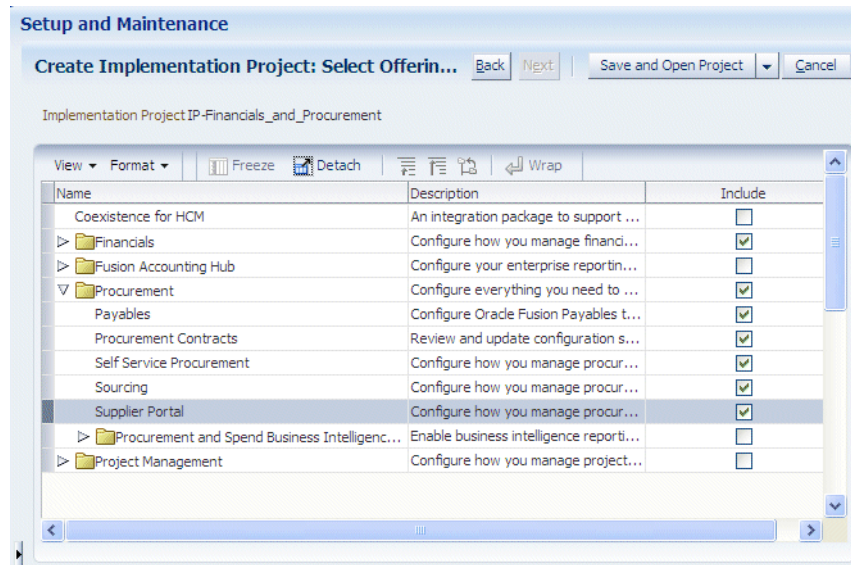 Setup and Maintenance
Create Implementation Project: Select Offerin... Back Next Save and Open Project Cancel
Implementation Project IP-Financials_and_Procurement
View Format Freeze Detach Wrap
Name Description Include
Coexistence for HCM An integration package to support ...
Financials Configure how you manage financi...
Fusion Accounting Hub Configure your enterprise reportin...
Procurement Configure everything you need to ...
Payables Configure Oracle Fusion Payables t...
Procurement Contracts Review and update configuration s...
Self Service Procurement Configure how you manage procur...
Sourcing Configure how you manage procur...
Supplier Portal Configure how you manage procur...
Procurement and Spend Business Intelligenc... Enable business intelligence reporti...
Project Management Configure how you manage project...